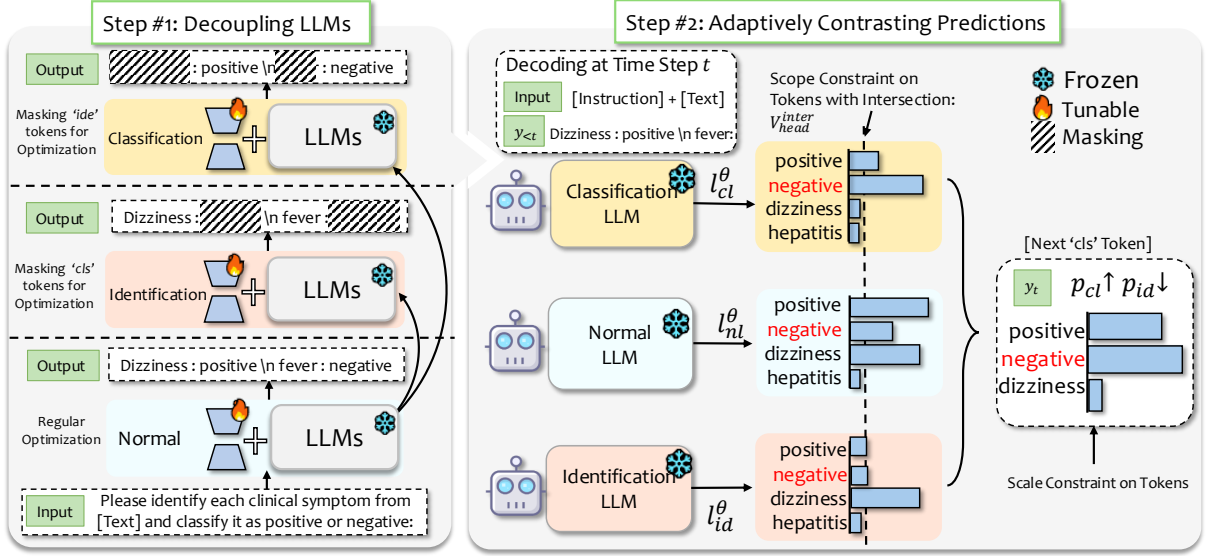 Step #1: Decoupling LLMs
Output
: positive \n
: negative
Masking 'ide'
tokens for
Optimization
Classification
LLMs
Output
Dizziness :
\n fever :
Masking 'cls'
tokens for
Optimization
Identification
LLMs
Output
Dizziness : positive \n fever : negative
Regular
Optimization
Normal
LLMs
Input
Please identify each clinical symptom from
[Text] and classify it as positive or negative:
Step #2: Adaptively Contrasting Predictions
Decoding at Time Step t
Input
[Instruction] + [Text]
y<t
Dizziness : positive \n fever:
Scope Constraint on
Tokens with Intersection:
V_head^inter
Frozen
Tunable
Masking
Classification
LLM
l_cl^θ
positive
negative
dizziness
hepatitis
Normal
LLM
l_nl^θ
positive
negative
dizziness
hepatitis
Identification
LLM
l_id^θ
positive
negative
dizziness
hepatitis
[Next 'cls' Token]
y_t
p_cl↑ p_id↓
positive
negative
dizziness
Scale Constraint on Tokens